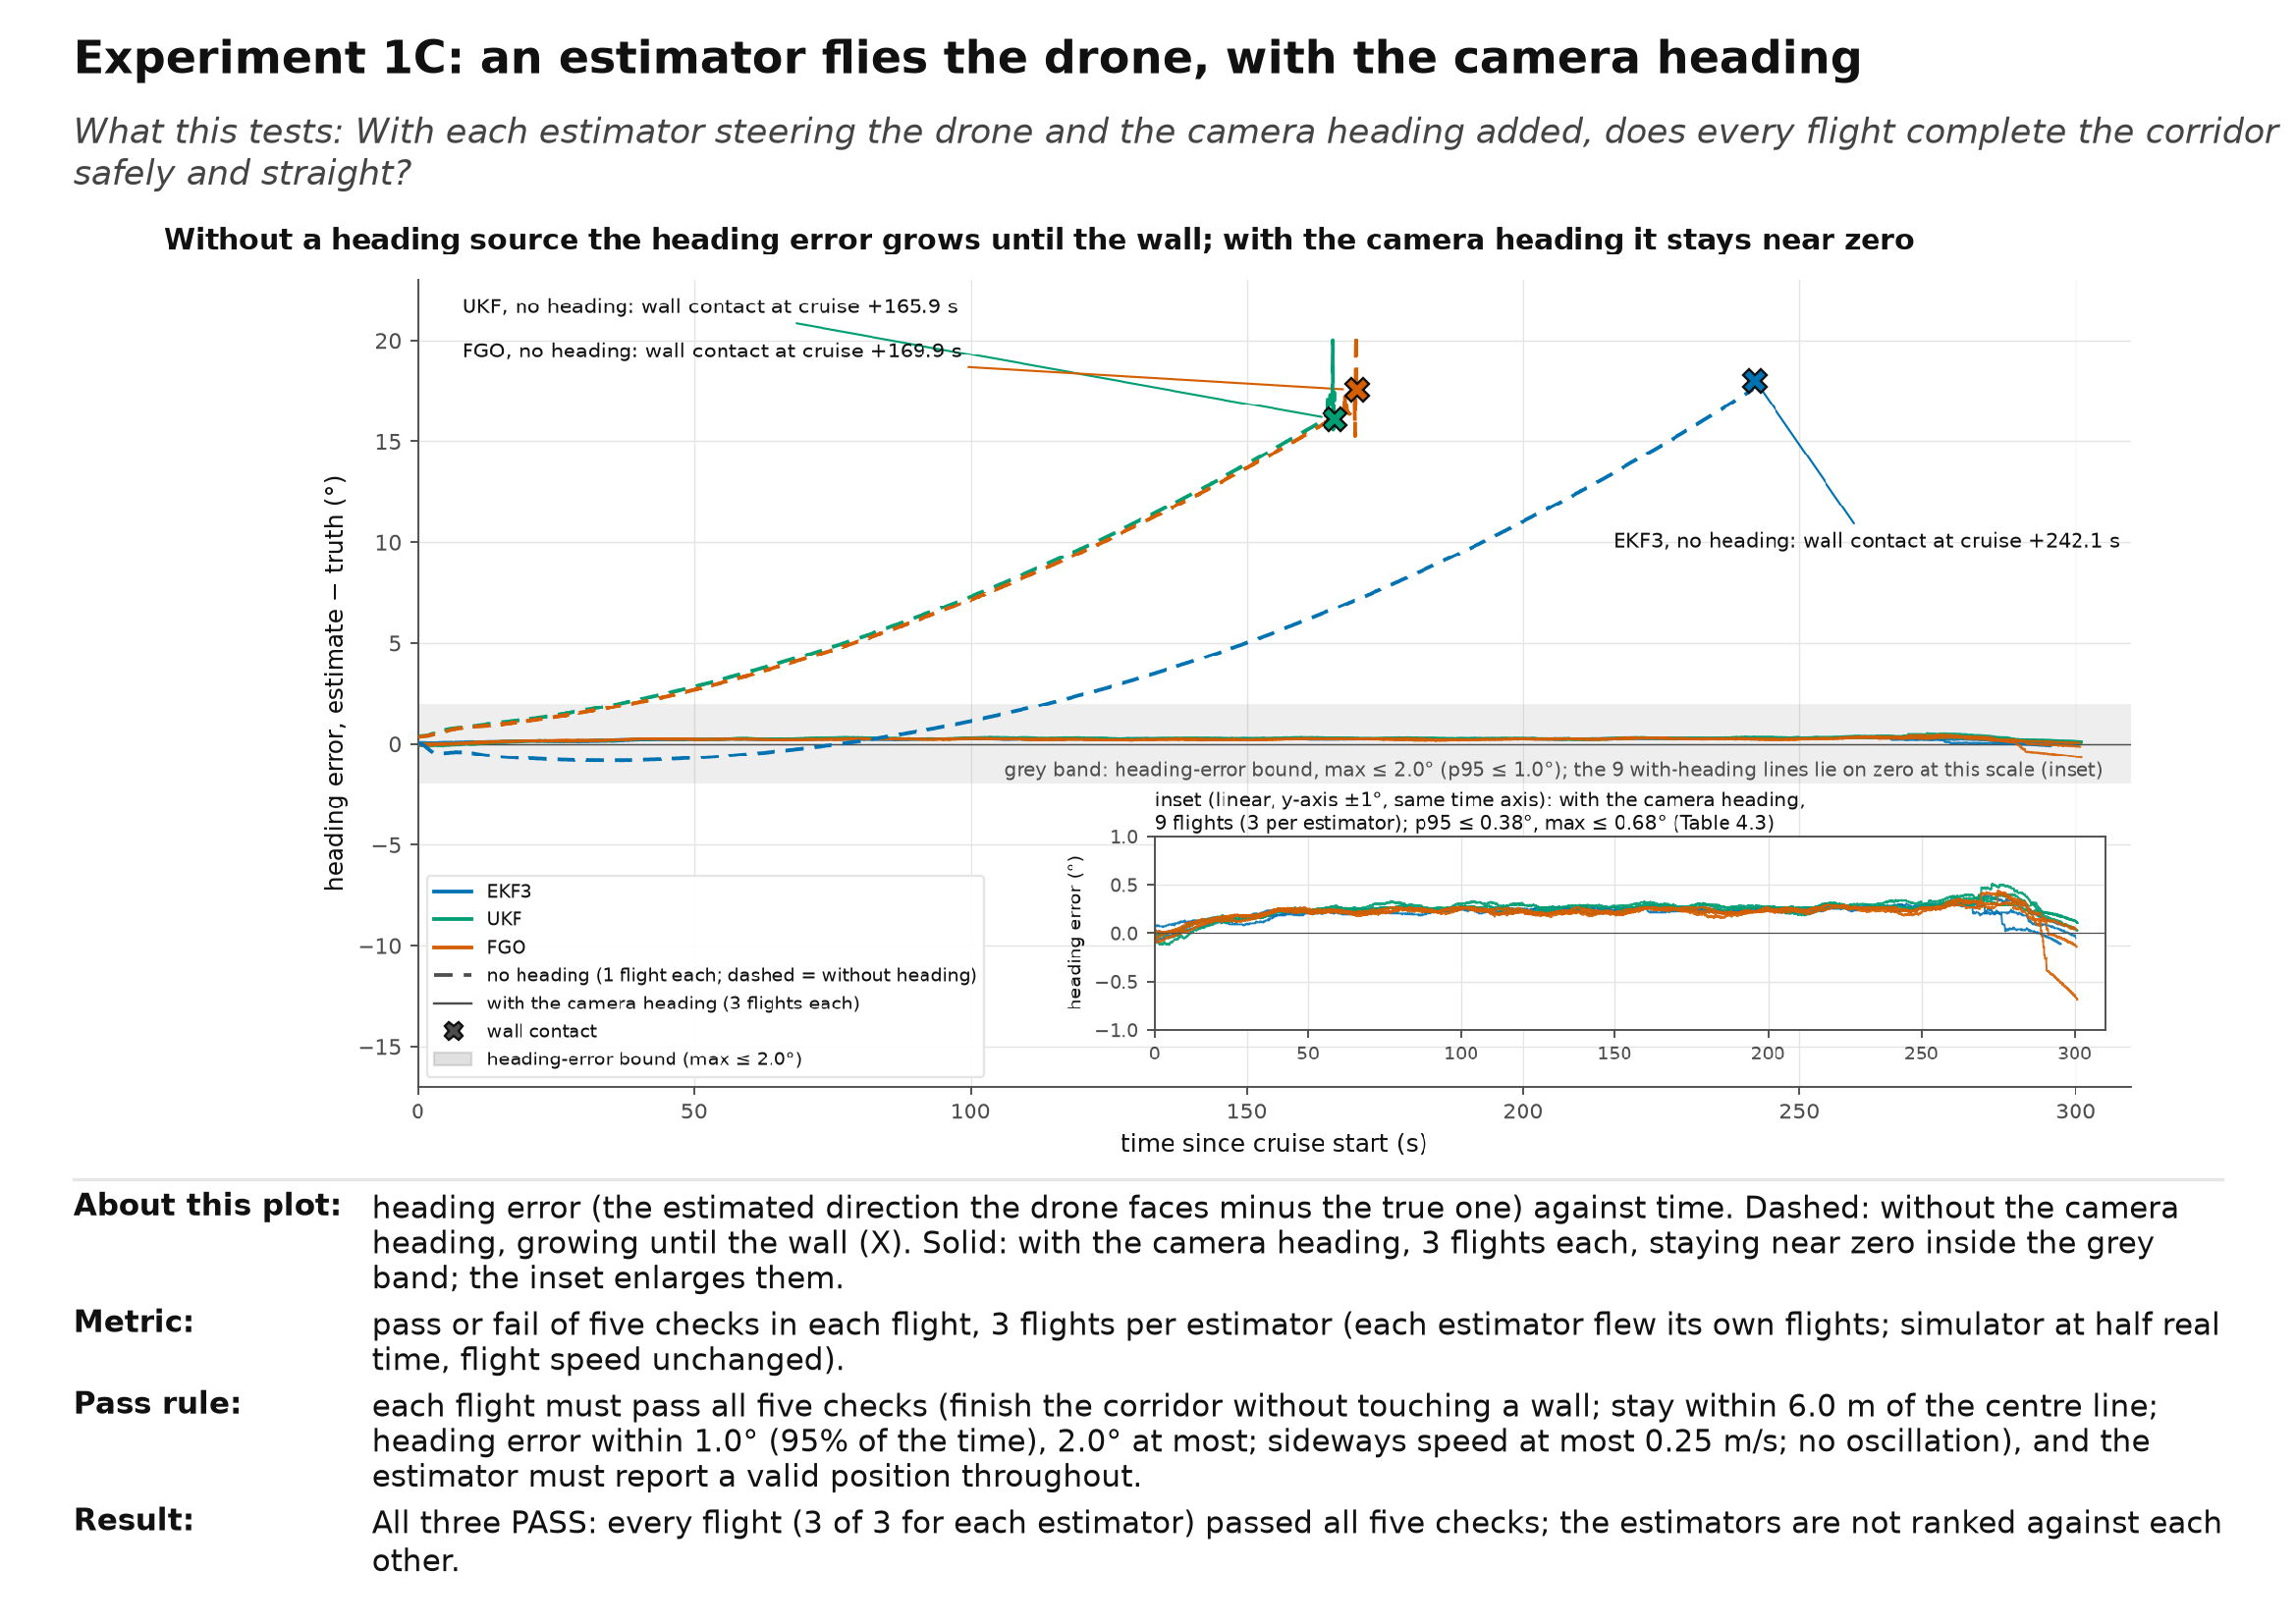 Experiment 1C: an estimator flies the drone, with the camera heading
What this tests: With each estimator steering the drone and the camera heading added, does every flight complete the corridor
safely and straight?
Without a heading source the heading error grows until the wall; with the camera heading it stays near zero
UKF, no heading: wall contact at cruise +165.9 s
FGO, no heading: wall contact at cruise +169.9 s
EKF3, no heading: wall contact at cruise +242.1 s
heading error, estimate − truth (°)
20
15
10
5
0
−5
−10
−15
grey band: heading-error bound, max ≤ 2.0° (p95 ≤ 1.0°); the 9 with-heading lines lie on zero at this scale (inset)
inset (linear, y-axis ±1°, same time axis): with the camera heading,
9 flights (3 per estimator); p95 ≤ 0.38°, max ≤ 0.68° (Table 4.3)
heading error (°)
1.0
0.5
0.0
−0.5
−1.0
0 50 100 150 200 250 300
EKF3
UKF
FGO
no heading (1 flight each; dashed = without heading)
with the camera heading (3 flights each)
wall contact
heading-error bound (max ≤ 2.0°)
0 50 100 150 200 250 300
time since cruise start (s)
About this plot: heading error (the estimated direction the drone faces minus the true one) against time. Dashed: without the camera
heading, growing until the wall (X). Solid: with the camera heading, 3 flights each, staying near zero inside the grey
band; the inset enlarges them.
Metric: pass or fail of five checks in each flight, 3 flights per estimator (each estimator flew its own flights; simulator at half real
time, flight speed unchanged).
Pass rule: each flight must pass all five checks (finish the corridor without touching a wall; stay within 6.0 m of the centre line;
heading error within 1.0° (95% of the time), 2.0° at most; sideways speed at most 0.25 m/s; no oscillation), and the
estimator must report a valid position throughout.
Result: All three PASS: every flight (3 of 3 for each estimator) passed all five checks; the estimators are not ranked against each
other.